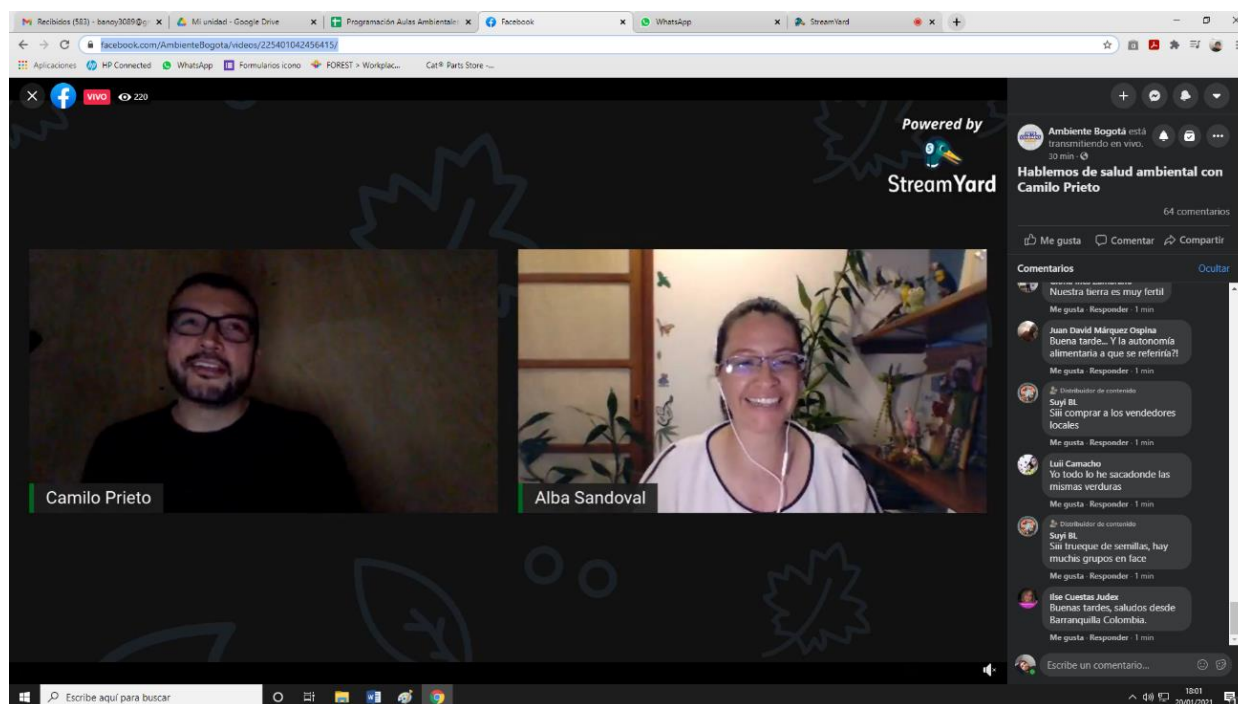 Recibidos (583) - banoy3089@g
Mi unidad - Google Drive
Programación Aulas Ambientale
Facebook
WhatsApp
StreamYard
facebook.com/AmbienteBogota/videos/225401042456415/
Aplicaciones
HP Connected
WhatsApp
Formularios icono
FOREST > Workplac...
Cat® Parts Store -...
VIVO
220
Powered by
StreamYard
Camilo Prieto
Alba Sandoval
Ambiente Bogotá está
transmitiendo en vivo.
30 min
Hablemos de salud ambiental con
Camilo Prieto
64 comentarios
Me gusta
Comentar
Compartir
Comentarios
Ocultar
Nuestra tierra es muy fertil
Me gusta · Responder · 1 min
Juan David Márquez Ospina
Buena tarde... Y la autonomía
alimentaria a que se referiría?!
Me gusta · Responder · 1 min
Distribuidor de contenido
Suyi BL
Siii comprar a los vendedores
locales
Me gusta · Responder · 1 min
Luii Camacho
Yo todo lo he sacadonde las
mismas verduras
Me gusta · Responder · 1 min
Distribuidor de contenido
Suyi BL
Siii trueque de semillas, hay
muchis grupos en face
Me gusta · Responder · 1 min
Ilse Cuestas Judex
Buenas tardes, saludos desde
Barranquilla Colombia.
Me gusta · Responder · 1 min
Escribe un comentario...
Escribe aquí para buscar
18:01
20/01/2021